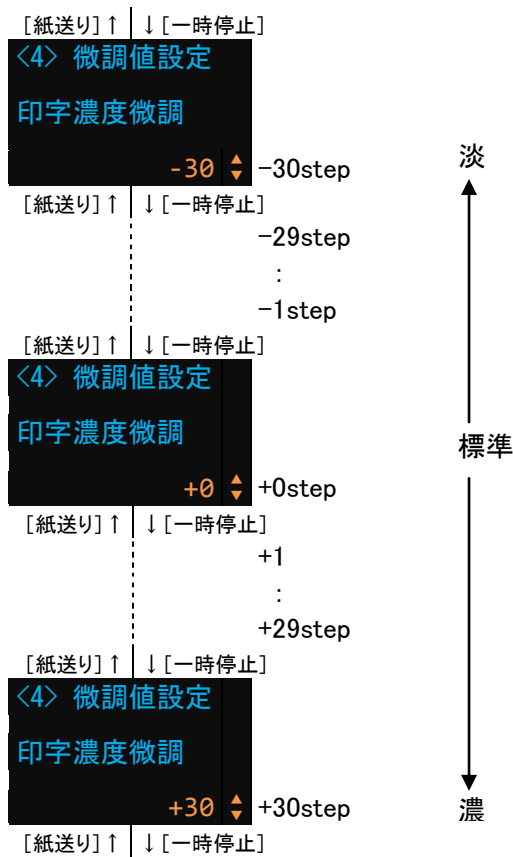 [紙送り]↑ ↓[一時停止]
<4> 微調値設定
印字濃度微調
-30 -30step
淡
[紙送り]↑ ↓[一時停止]
-29step
:
-1step
[紙送り]↑ ↓[一時停止]
<4> 微調値設定
印字濃度微調
標準
+0 +0step
[紙送り]↑ ↓[一時停止]
+1
:
+29step
[紙送り]↑ ↓[一時停止]
<4> 微調値設定
印字濃度微調
+30 +30step
濃
[紙送り]↑ ↓[一時停止]